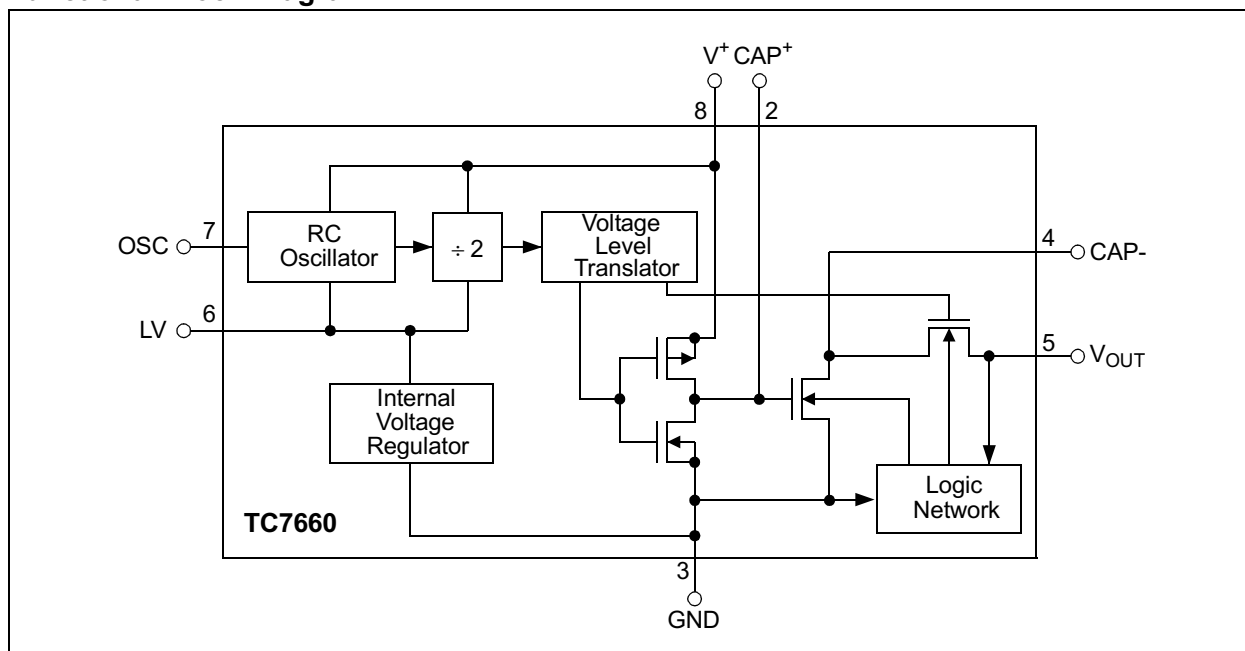 V+ CAP+
8 2
OSC 7
RC
Oscillator
÷ 2
Voltage
Level
Translator
4 CAP-
LV 6
5 VOUT
Internal
Voltage
Regulator
Logic
Network
TC7660
3
GND